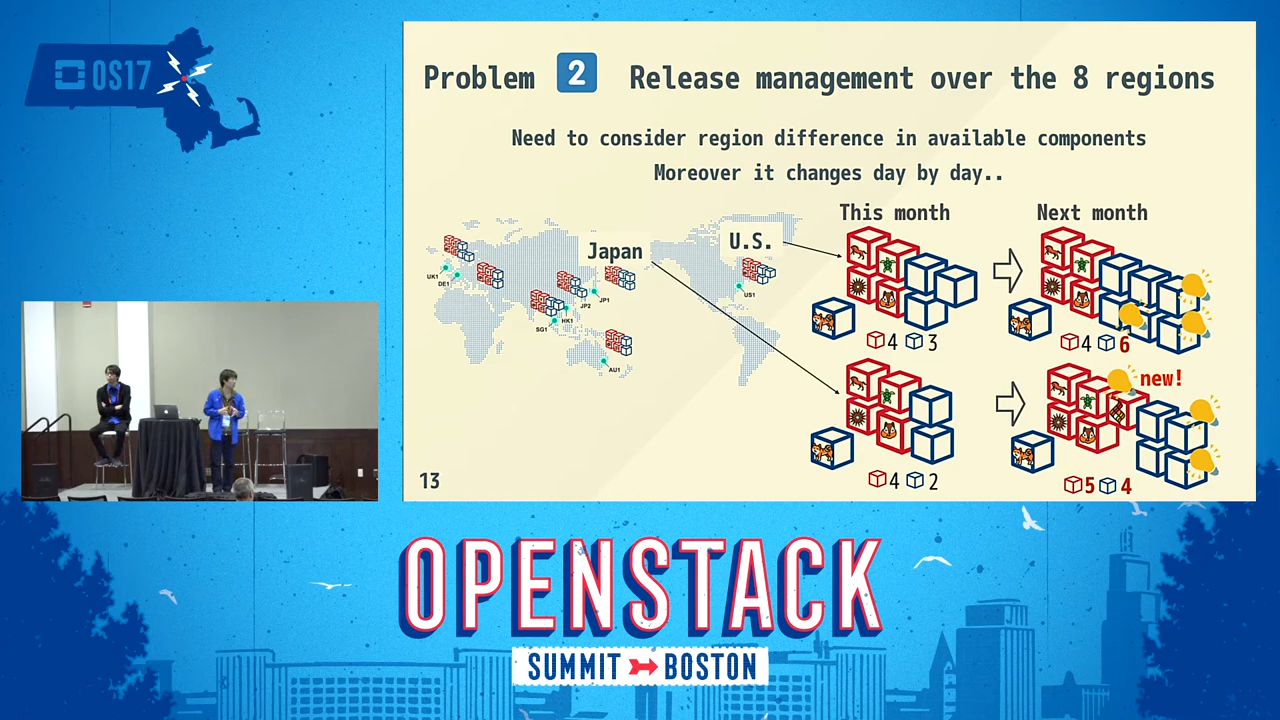 OS17
Problem 2 Release management over the 8 regions
Need to consider region difference in available components
Moreover it changes day by day..
This month
Next month
Japan
U.S.
UK1
DE1
JP2
JP1
SG1
HK1
AU1
US1
4 3
4 6
new!
4 2
5 4
13
OPENSTACK
SUMMIT BOSTON